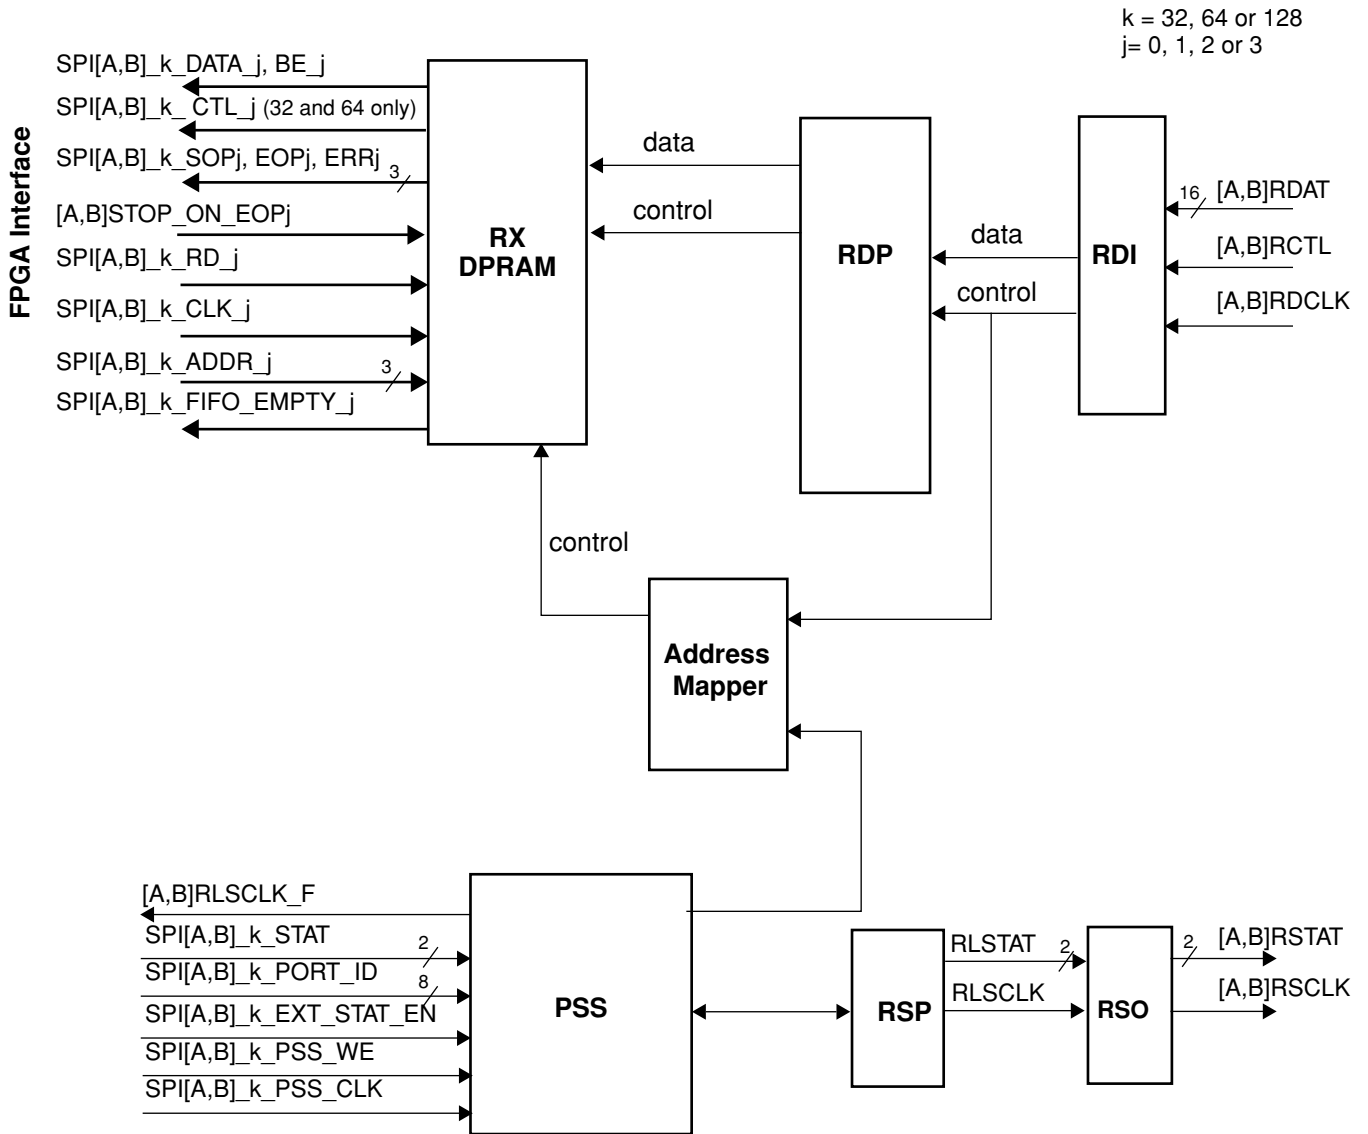 k = 32, 64 or 128
j= 0, 1, 2 or 3
FPGA Interface
SPI[A,B]_k_DATA_j, BE_j
SPI[A,B]_k_ CTL_j (32 and 64 only)
SPI[A,B]_k_SOPj, EOPj, ERRj
3
[A,B]STOP_ON_EOPj
SPI[A,B]_k_RD_j
SPI[A,B]_k_CLK_j
SPI[A,B]_k_ADDR_j
3
SPI[A,B]_k_FIFO_EMPTY_j
RX
DPRAM
data
control
RDP
data
control
RDI
16
[A,B]RDAT
[A,B]RCTL
[A,B]RDCLK
control
Address
Mapper
[A,B]RLSCLK_F
SPI[A,B]_k_STAT
2
SPI[A,B]_k_PORT_ID
8
SPI[A,B]_k_EXT_STAT_EN
SPI[A,B]_k_PSS_WE
SPI[A,B]_k_PSS_CLK
PSS
RSP
RLSTAT
2
RLSCLK
RSO
2
[A,B]RSTAT
[A,B]RSCLK